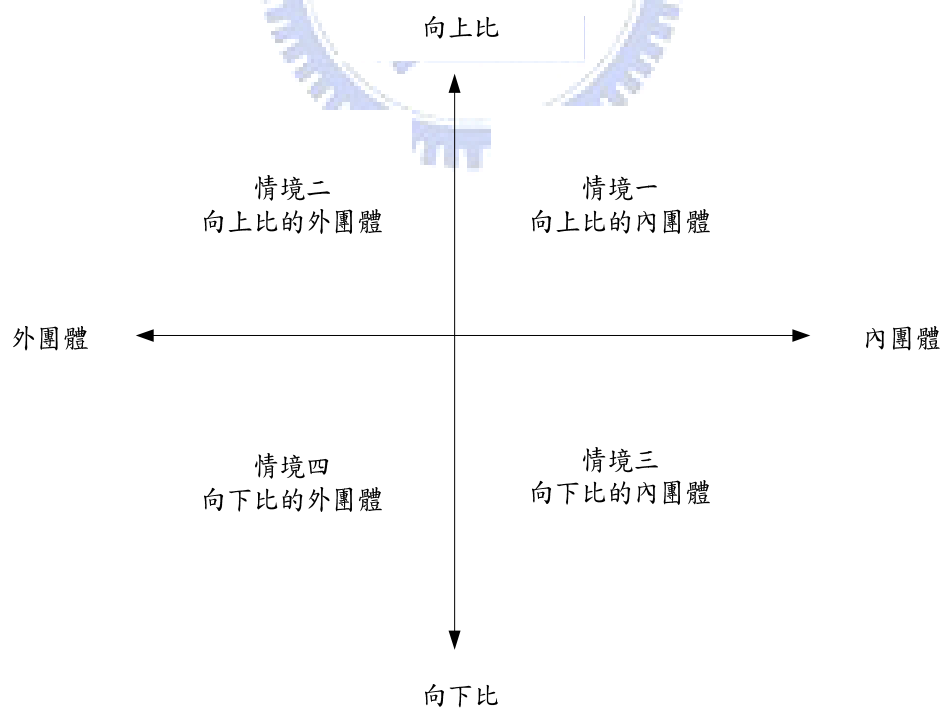 向上比
情境二
向上比的外團體
情境一
向上比的內團體
外團體
內團體
情境四
向下比的外團體
情境三
向下比的內團體
向下比